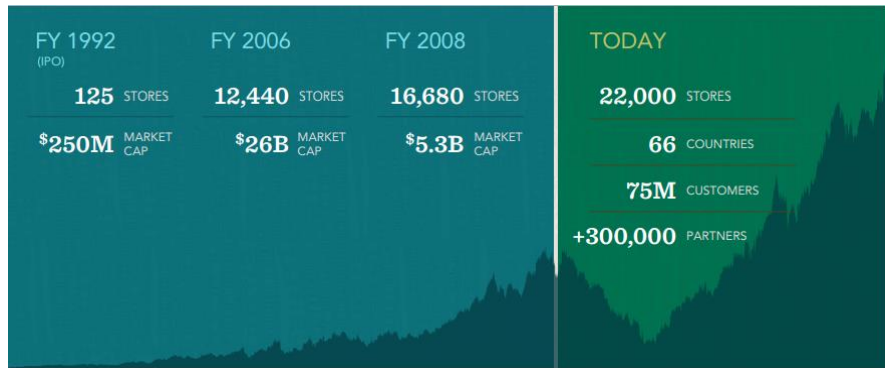 FY 1992
(IPO)
125 STORES
$250M MARKET
CAP
FY 2006
12,440 STORES
$26B MARKET
CAP
FY 2008
16,680 STORES
$5.3B MARKET
CAP
TODAY
22,000 STORES
66 COUNTRIES
75M CUSTOMERS
+300,000 PARTNERS